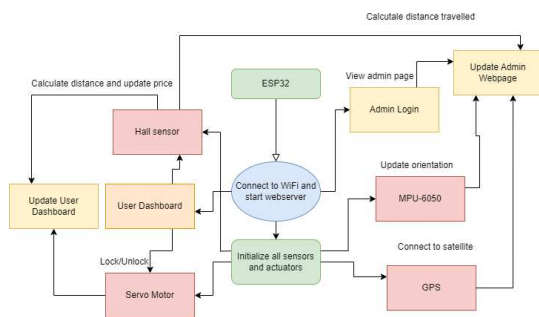 Calcutale distance travelled
ESP32
View admin page
Update Admin
Webpage
Calculate distance and update price
Admin Login
Hall sensor
Update orientation
Connect to WiFi and
start webserver
Update User
Dashboard
User Dashboard
MPU-6050
Connect to satellite
Lock/Unlock
Initialize all sensors
and actuators
Servo Motor
GPS